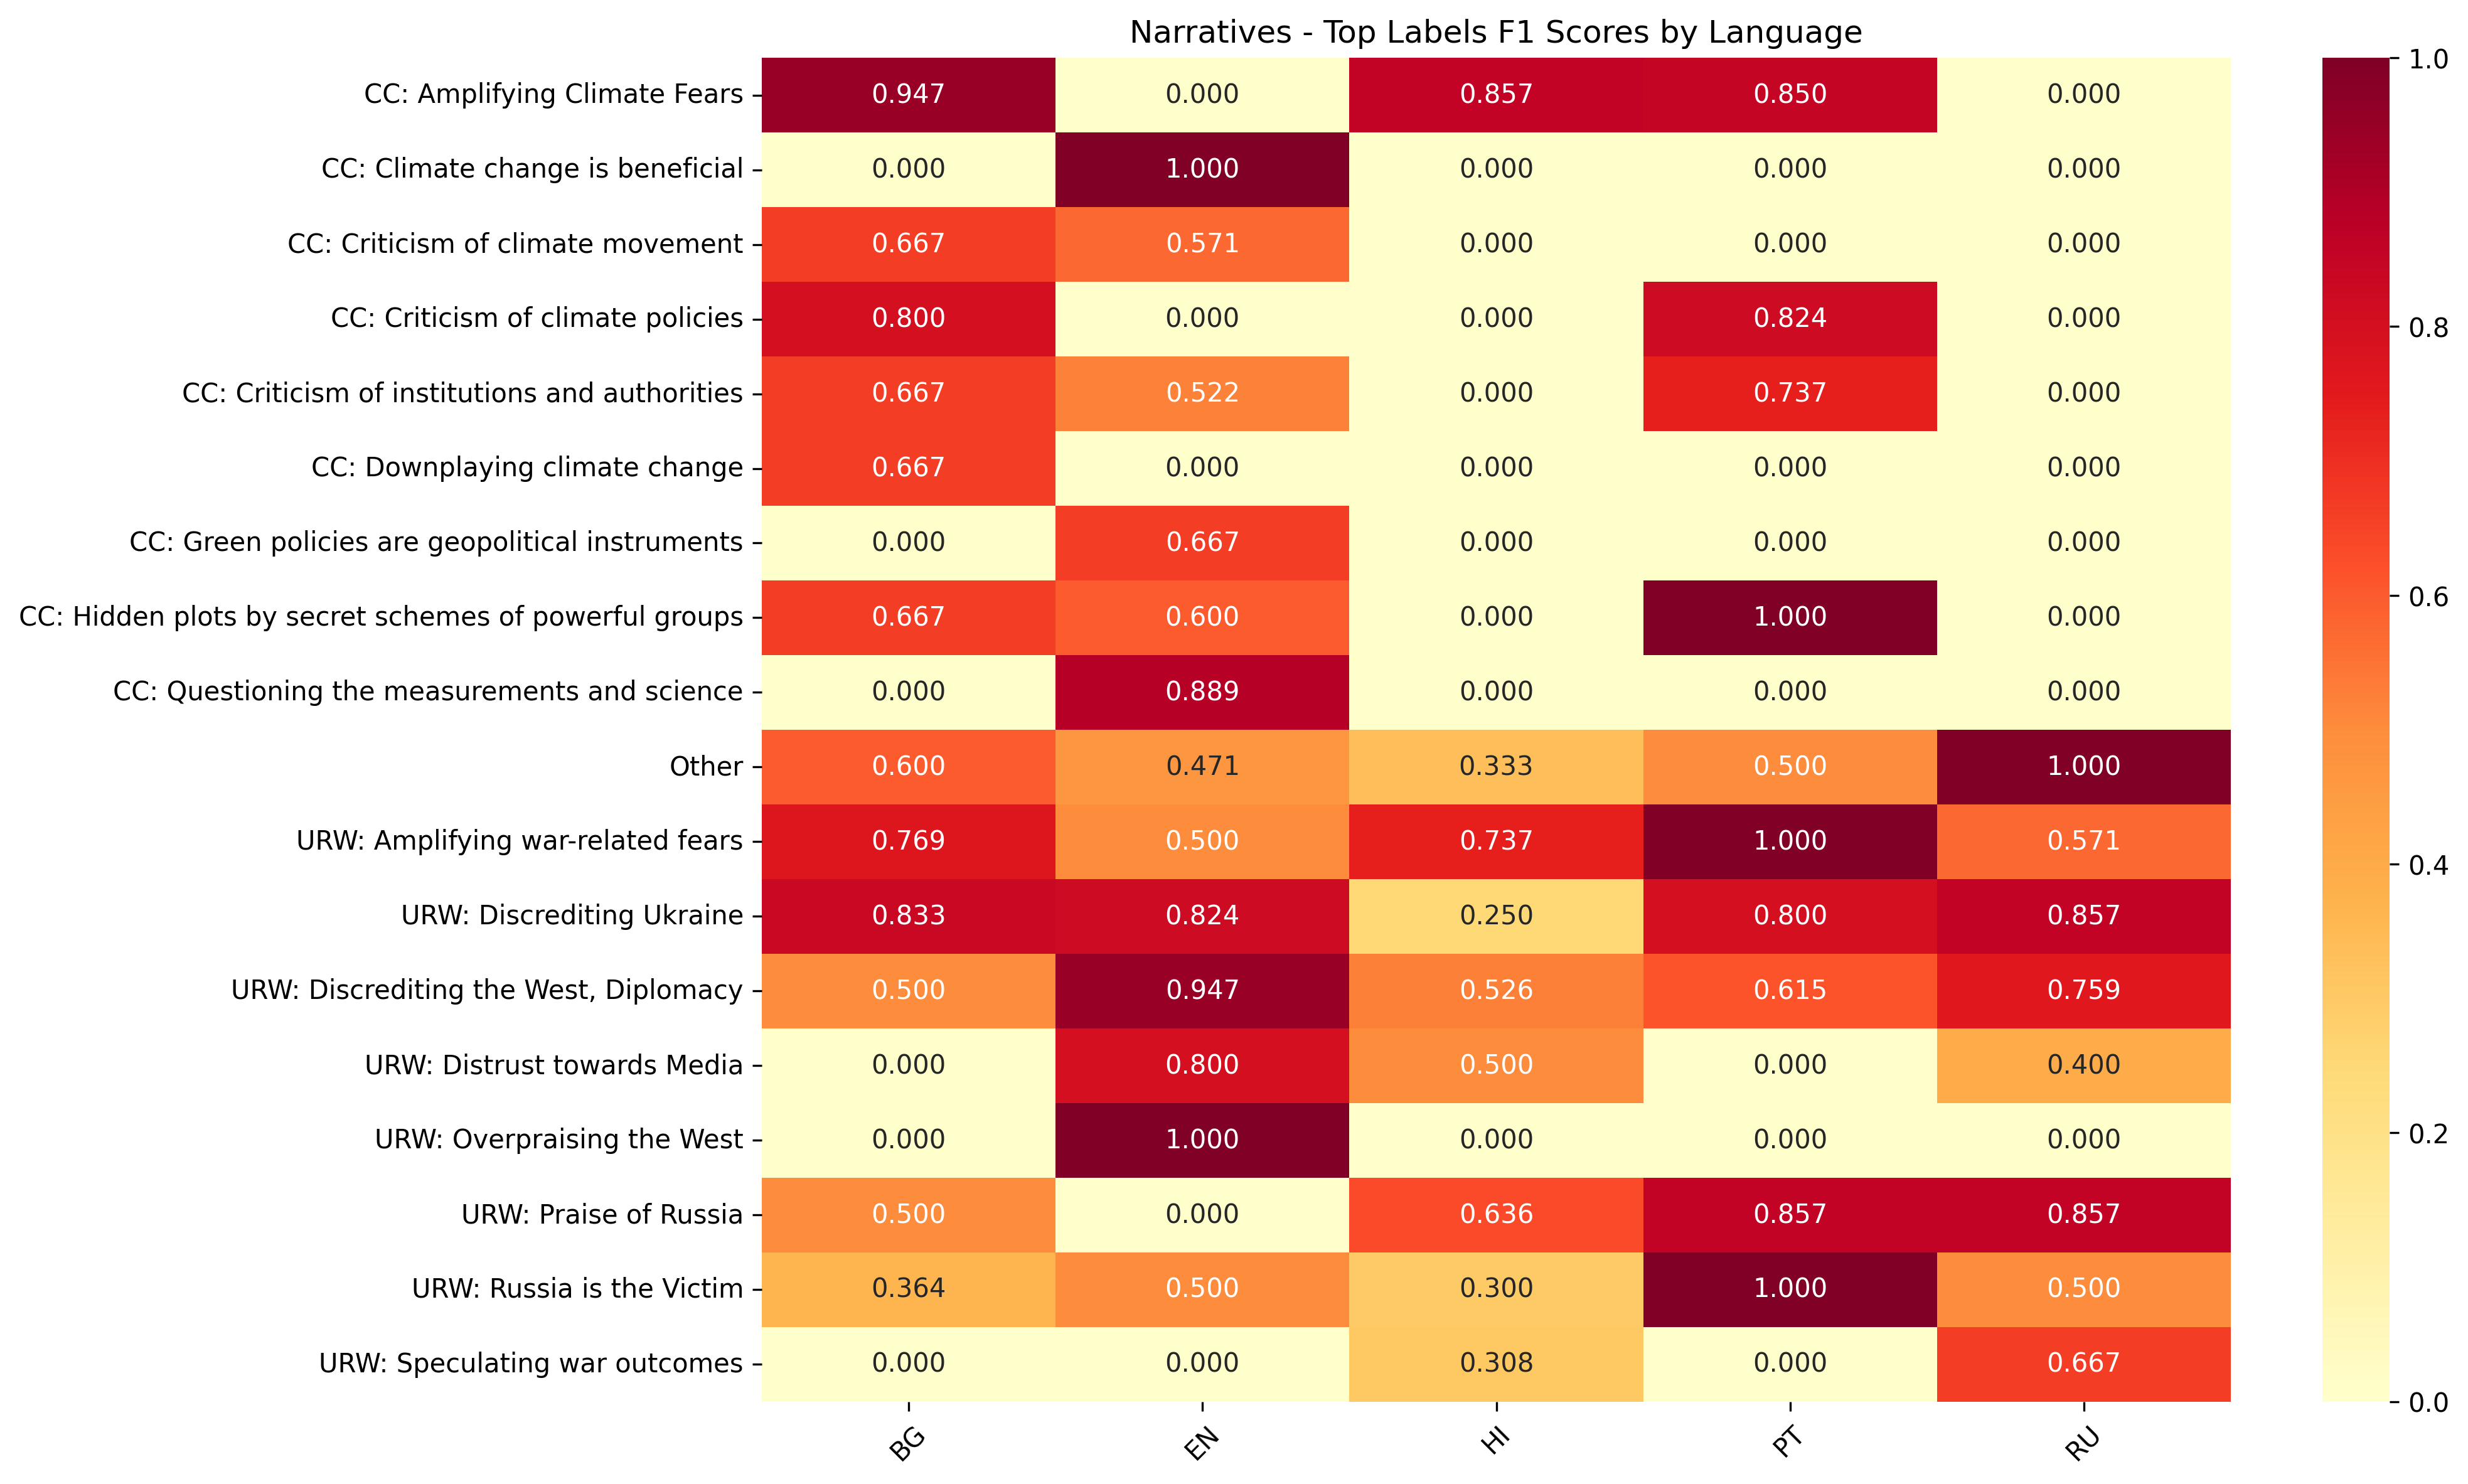 Narratives - Top Labels F1 Scores by Language
CC: Amplifying Climate Fears 0.947 0.000 0.857 0.850 0.000
CC: Climate change is beneficial 0.000 1.000 0.000 0.000 0.000
CC: Criticism of climate movement 0.667 0.571 0.000 0.000 0.000
CC: Criticism of climate policies 0.800 0.000 0.000 0.824 0.000
CC: Criticism of institutions and authorities 0.667 0.522 0.000 0.737 0.000
CC: Downplaying climate change 0.667 0.000 0.000 0.000 0.000
CC: Green policies are geopolitical instruments 0.000 0.667 0.000 0.000 0.000
CC: Hidden plots by secret schemes of powerful groups 0.667 0.600 0.000 1.000 0.000
CC: Questioning the measurements and science 0.000 0.889 0.000 0.000 0.000
Other 0.600 0.471 0.333 0.500 1.000
URW: Amplifying war-related fears 0.769 0.500 0.737 1.000 0.571
URW: Discrediting Ukraine 0.833 0.824 0.250 0.800 0.857
URW: Discrediting the West, Diplomacy 0.500 0.947 0.526 0.615 0.759
URW: Distrust towards Media 0.000 0.800 0.500 0.000 0.400
URW: Overpraising the West 0.000 1.000 0.000 0.000 0.000
URW: Praise of Russia 0.500 0.000 0.636 0.857 0.857
URW: Russia is the Victim 0.364 0.500 0.300 1.000 0.500
URW: Speculating war outcomes 0.000 0.000 0.308 0.000 0.667
BG EN HI PT RU
1.0
0.8
0.6
0.4
0.2
0.0